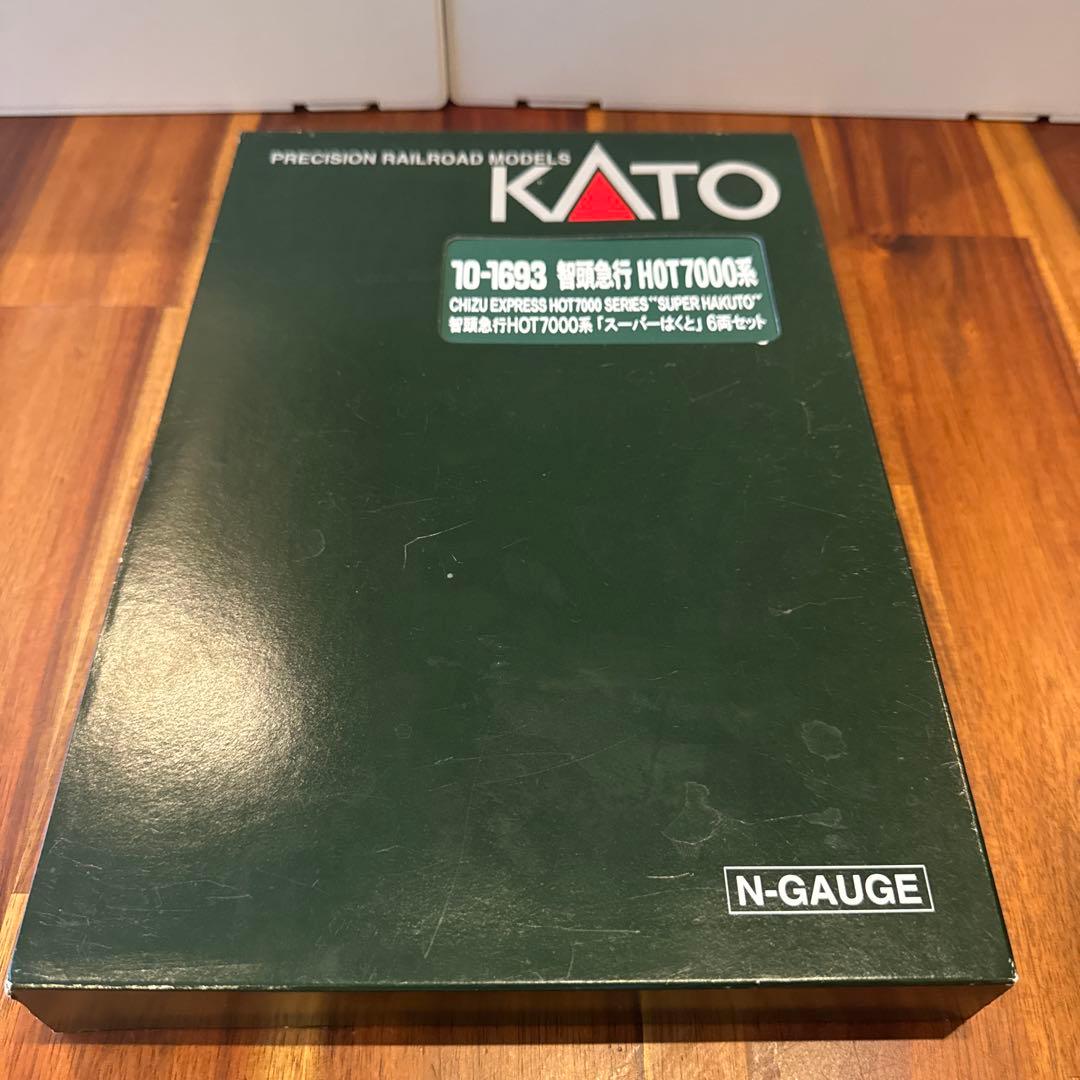 PRECISION RAILROAD MODELS
KATO
10-1693 智頭急行 HOT7000系
CHIZU EXPRESS HOT7000 SERIES "SUPER HAKUTO"
智頭急行HOT7000系「スーパーはくと」6両セット
N-GAUGE